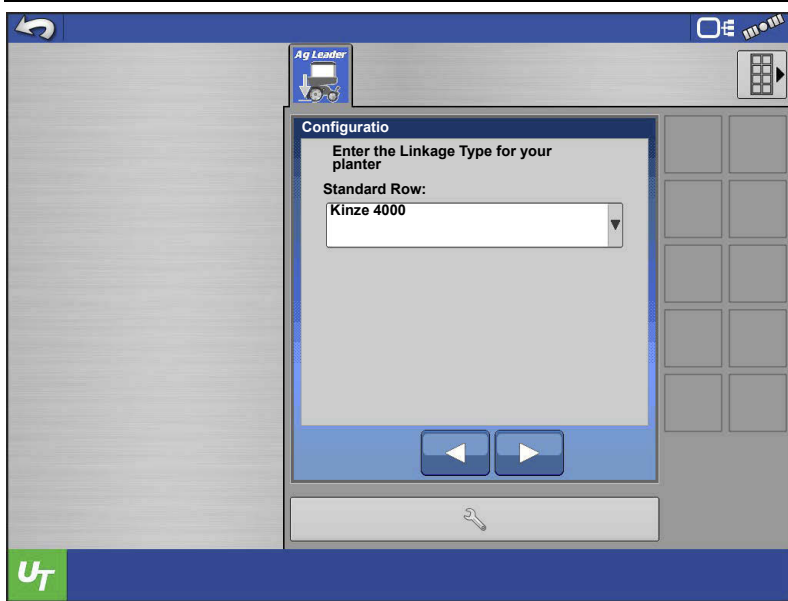 Ag Leader
Configuratio
Enter the Linkage Type for your
planter
Standard Row:
Kinze 4000
UT